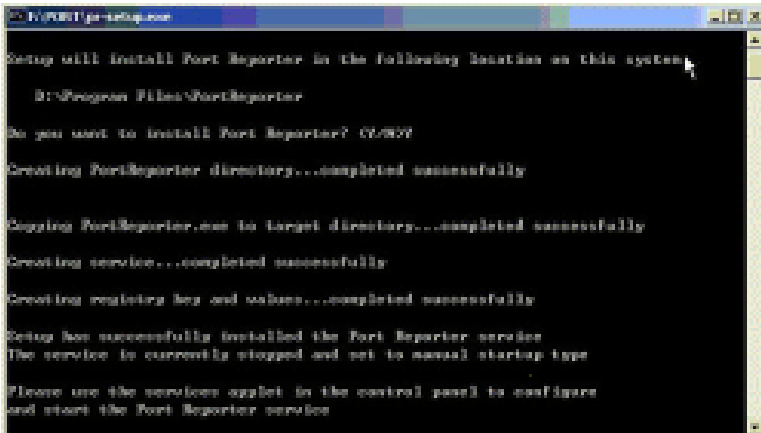 F:\PORT\pr-setup.exe
Setup will install Port Reporter in the following location on this system:
D:\Program Files\PortReporter
Do you want to install Port Reporter? (Y/N)Y
Creating PortReporter directory...completed successfully
Copying PortReporter.exe to target directory...completed successfully
Creating service...completed successfully
Creating registry key and values...completed successfully
Setup has successfully installed the Port Reporter service
The service is currently stopped and set to manual startup type
Please use the services applet in the control panel to configure
and start the Port Reporter service